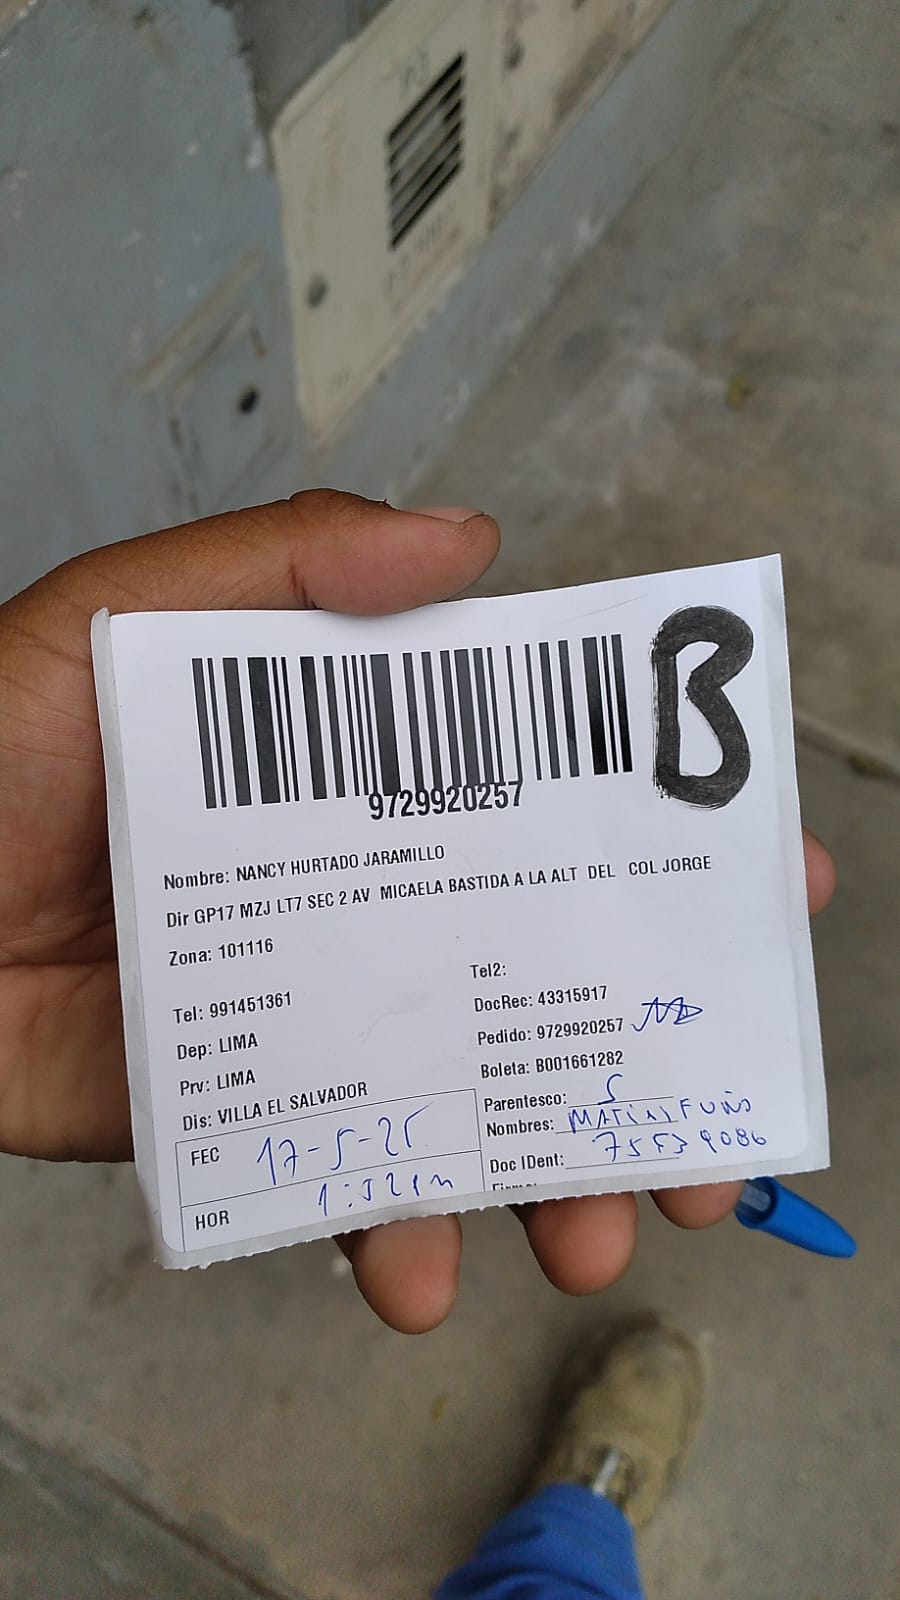 B
9729920257
Nombre: NANCY HURTADO JARAMILLO
Dir GP17 MZJ LT7 SEC 2 AV MICAELA BASTIDA A LA ALT DEL COL JORGE
Zona: 101116
Tel: 991451361
Tel2:
Dep: LIMA
DocRec: 43315917
Prv: LIMA
Pedido: 9729920257
Dis: VILLA EL SALVADOR
Boleta: B001661282
Parentesco: S
Nombres:
Doc IDent:
FEC 17-5-25
HOR